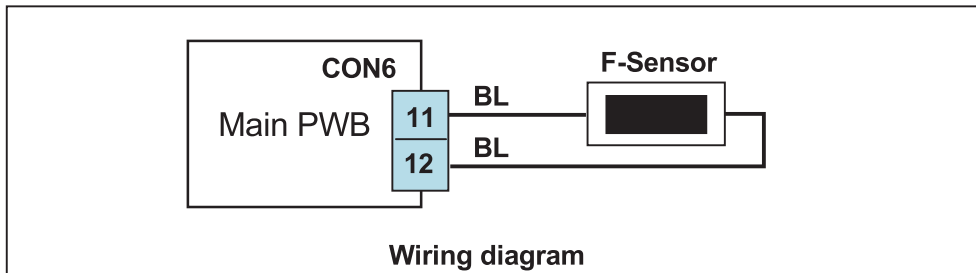 CON6
F-Sensor
Main PWB
11
BL
12
BL
Wiring diagram